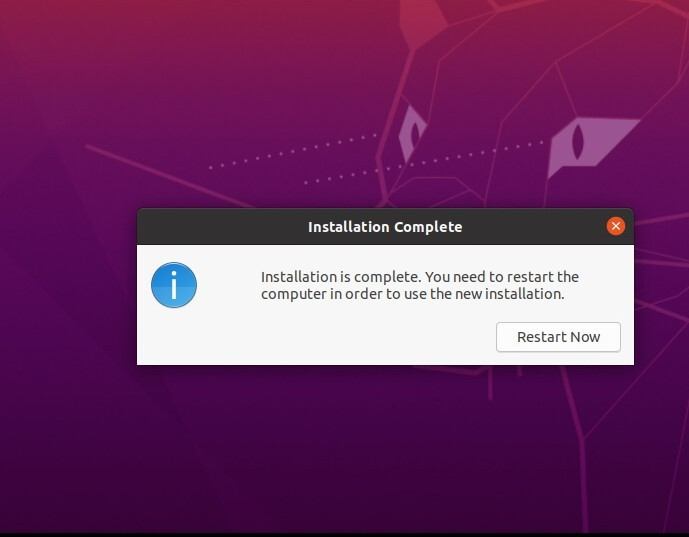 Installation Complete
Installation is complete. You need to restart the
computer in order to use the new installation.
Restart Now